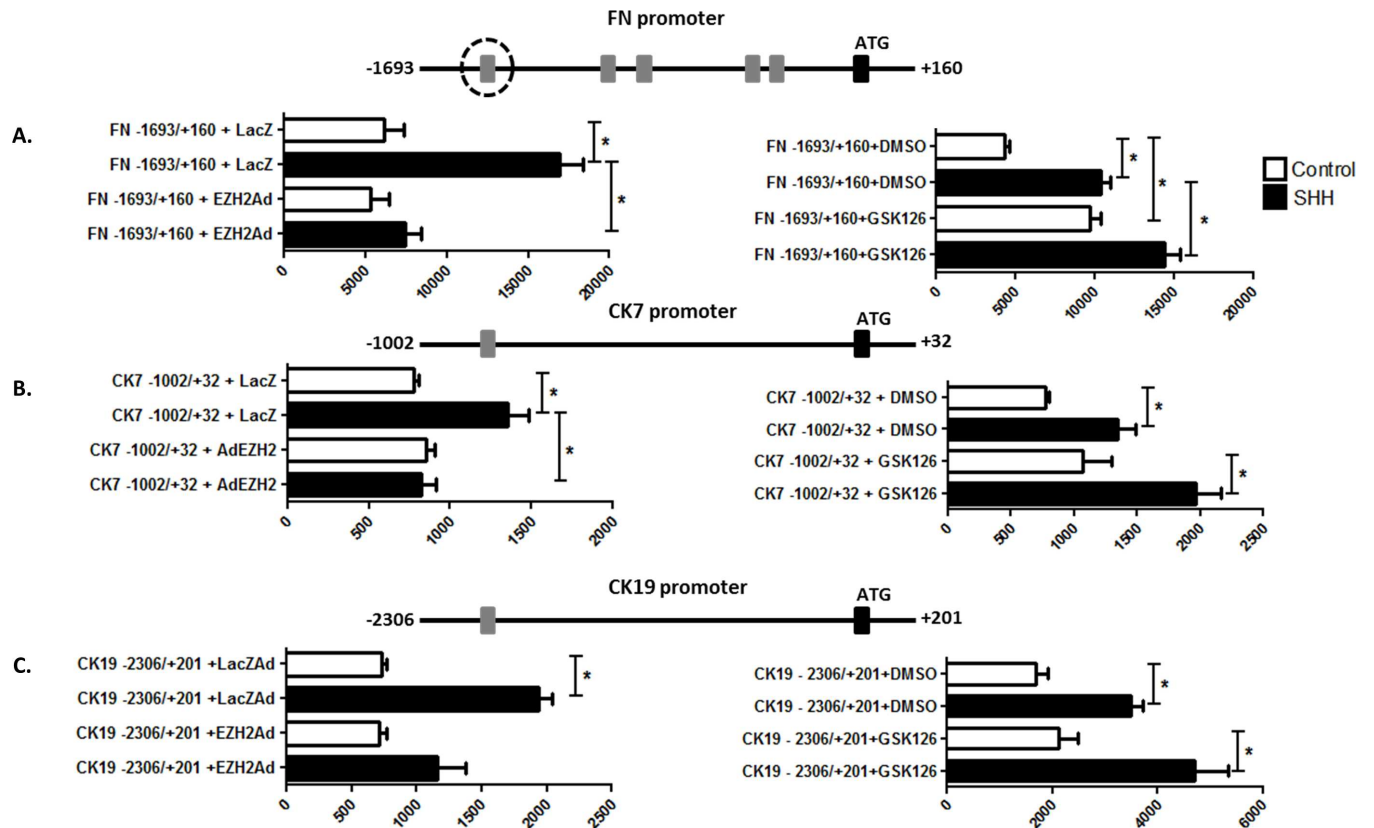 FN promoter
ATG
-1693
+160
A.
FN -1693/+160 + LacZ
FN -1693/+160 + LacZ
FN -1693/+160 + EZH2Ad
FN -1693/+160 + EZH2Ad
*
*
0
5000
10000
15000
20000
FN -1693/+160+DMSO
FN -1693/+160+DMSO
FN -1693/+160+GSK126
FN -1693/+160+GSK126
*
*
*
0
5000
10000
15000
20000
Control
SHH
CK7 promoter
ATG
-1002
+32
B.
CK7 -1002/+32 + LacZ
CK7 -1002/+32 + LacZ
CK7 -1002/+32 + AdEZH2
CK7 -1002/+32 + AdEZH2
*
*
0
500
1000
1500
2000
CK7 -1002/+32 + DMSO
CK7 -1002/+32 + DMSO
CK7 -1002/+32 + GSK126
CK7 -1002/+32 + GSK126
*
*
0
500
1000
1500
2000
2500
CK19 promoter
ATG
-2306
+201
C.
CK19 -2306/+201 +LacZAd
CK19 -2306/+201 +LacZAd
CK19 -2306/+201 +EZH2Ad
CK19 -2306/+201 +EZH2Ad
*
0
500
1000
1500
2000
2500
CK19 - 2306/+201+DMSO
CK19 - 2306/+201+DMSO
CK19 - 2306/+201+GSK126
CK19 - 2306/+201+GSK126
*
*
0
2000
4000
6000